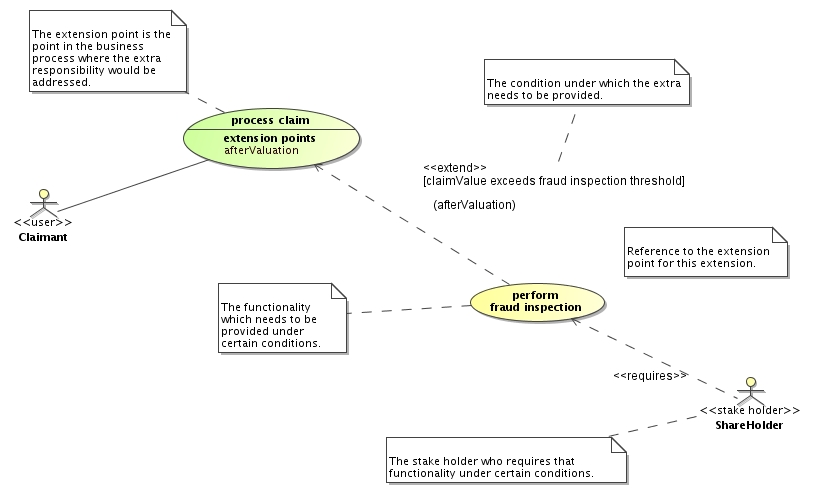 The extension point is the
point in the business
process where the extra
responsibility would be
addressed.
The condition under which the extra
needs to be provided.
process claim
extension points
afterValuation
<<extend>>
[claimValue exceeds fraud inspection threshold]
(afterValuation)
<<user>>
Claimant
Reference to the extension
point for this extension.
The functionality
which needs to be
provided under
certain conditions.
perform
fraud inspection
<<requires>>
<<stake holder>>
ShareHolder
The stake holder who requires that
functionality under certain conditions.